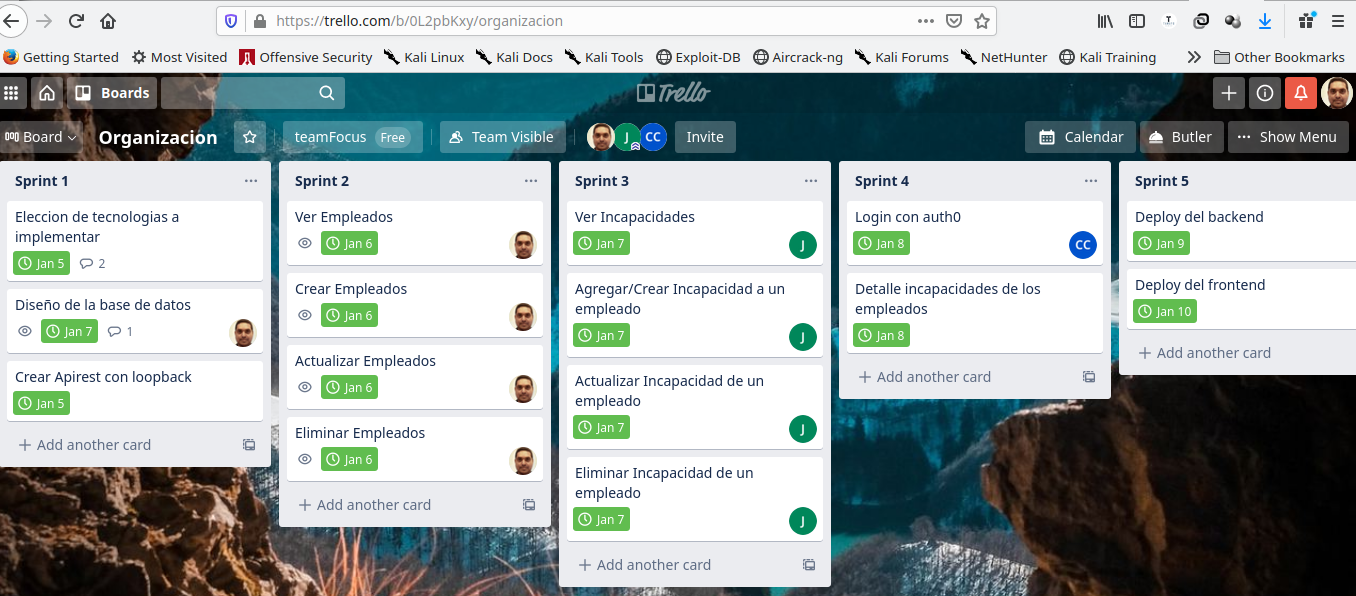 https://trello.com/b/0L2pbKxy/organizacion
Getting Started
Most Visited
Offensive Security
Kali Linux
Kali Docs
Kali Tools
Exploit-DB
Aircrack-ng
Kali Forums
NetHunter
Kali Training
Other Bookmarks
Boards
Trello
Board
Organizacion
teamFocus Free
Team Visible
J
CC
Invite
Calendar
Butler
Show Menu
Sprint 1
Eleccion de tecnologias a
implementar
Jan 5
2
Diseño de la base de datos
Jan 7
1
Crear Apirest con loopback
Jan 5
Add another card
Sprint 2
Ver Empleados
Jan 6
Crear Empleados
Jan 6
Actualizar Empleados
Jan 6
Eliminar Empleados
Jan 6
Add another card
Sprint 3
Ver Incapacidades
Jan 7
J
Agregar/Crear Incapacidad a un
empleado
Jan 7
J
Actualizar Incapacidad de un
empleado
Jan 7
J
Eliminar Incapacidad de un
empleado
Jan 7
J
Add another card
Sprint 4
Login con auth0
Jan 8
CC
Detalle incapacidades de los
empleados
Jan 8
Add another card
Sprint 5
Deploy del backend
Jan 9
Deploy del frontend
Jan 10
Add another card